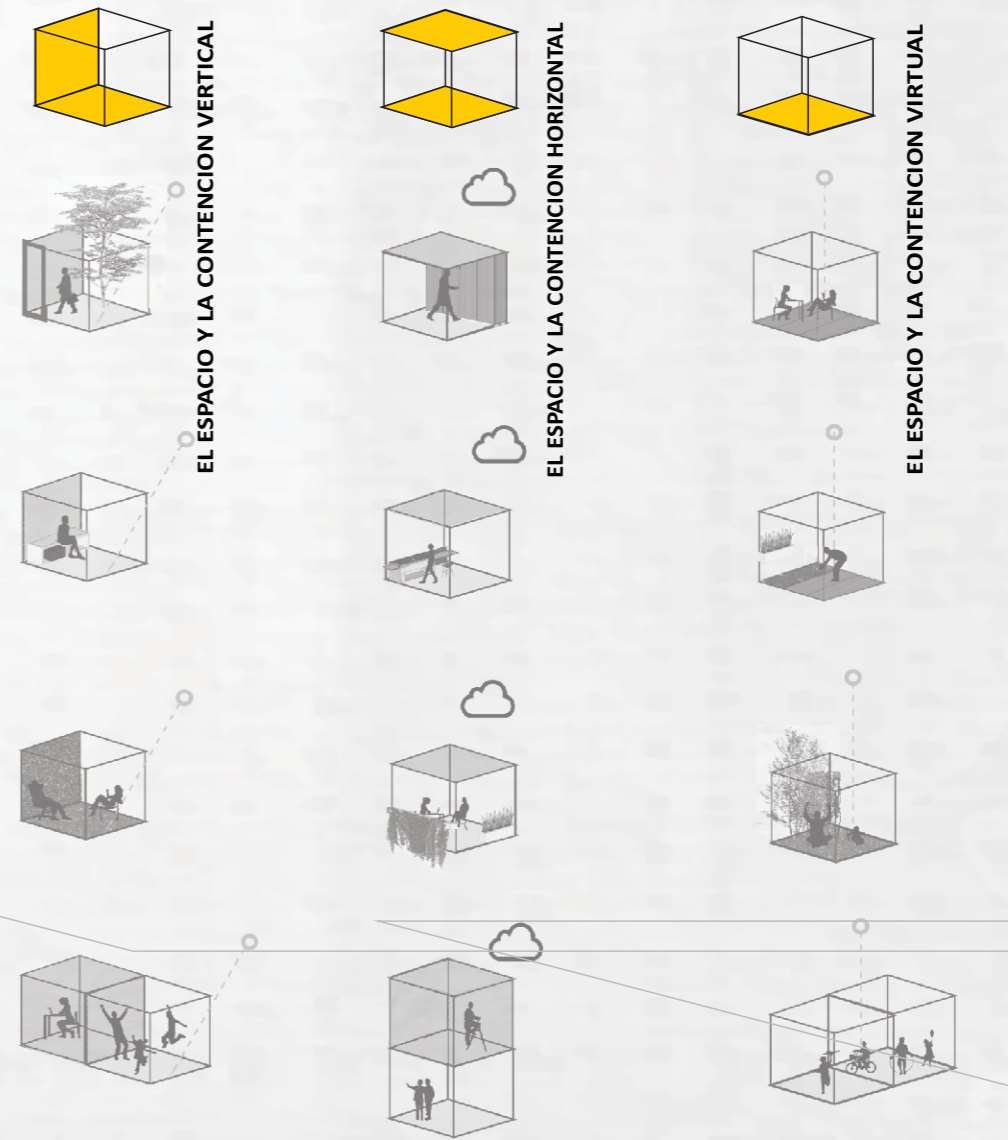 EL ESPACIO Y LA CONTENCION VERTICAL
EL ESPACIO Y LA CONTENCION HORIZONTAL
EL ESPACIO Y LA CONTENCION VIRTUAL